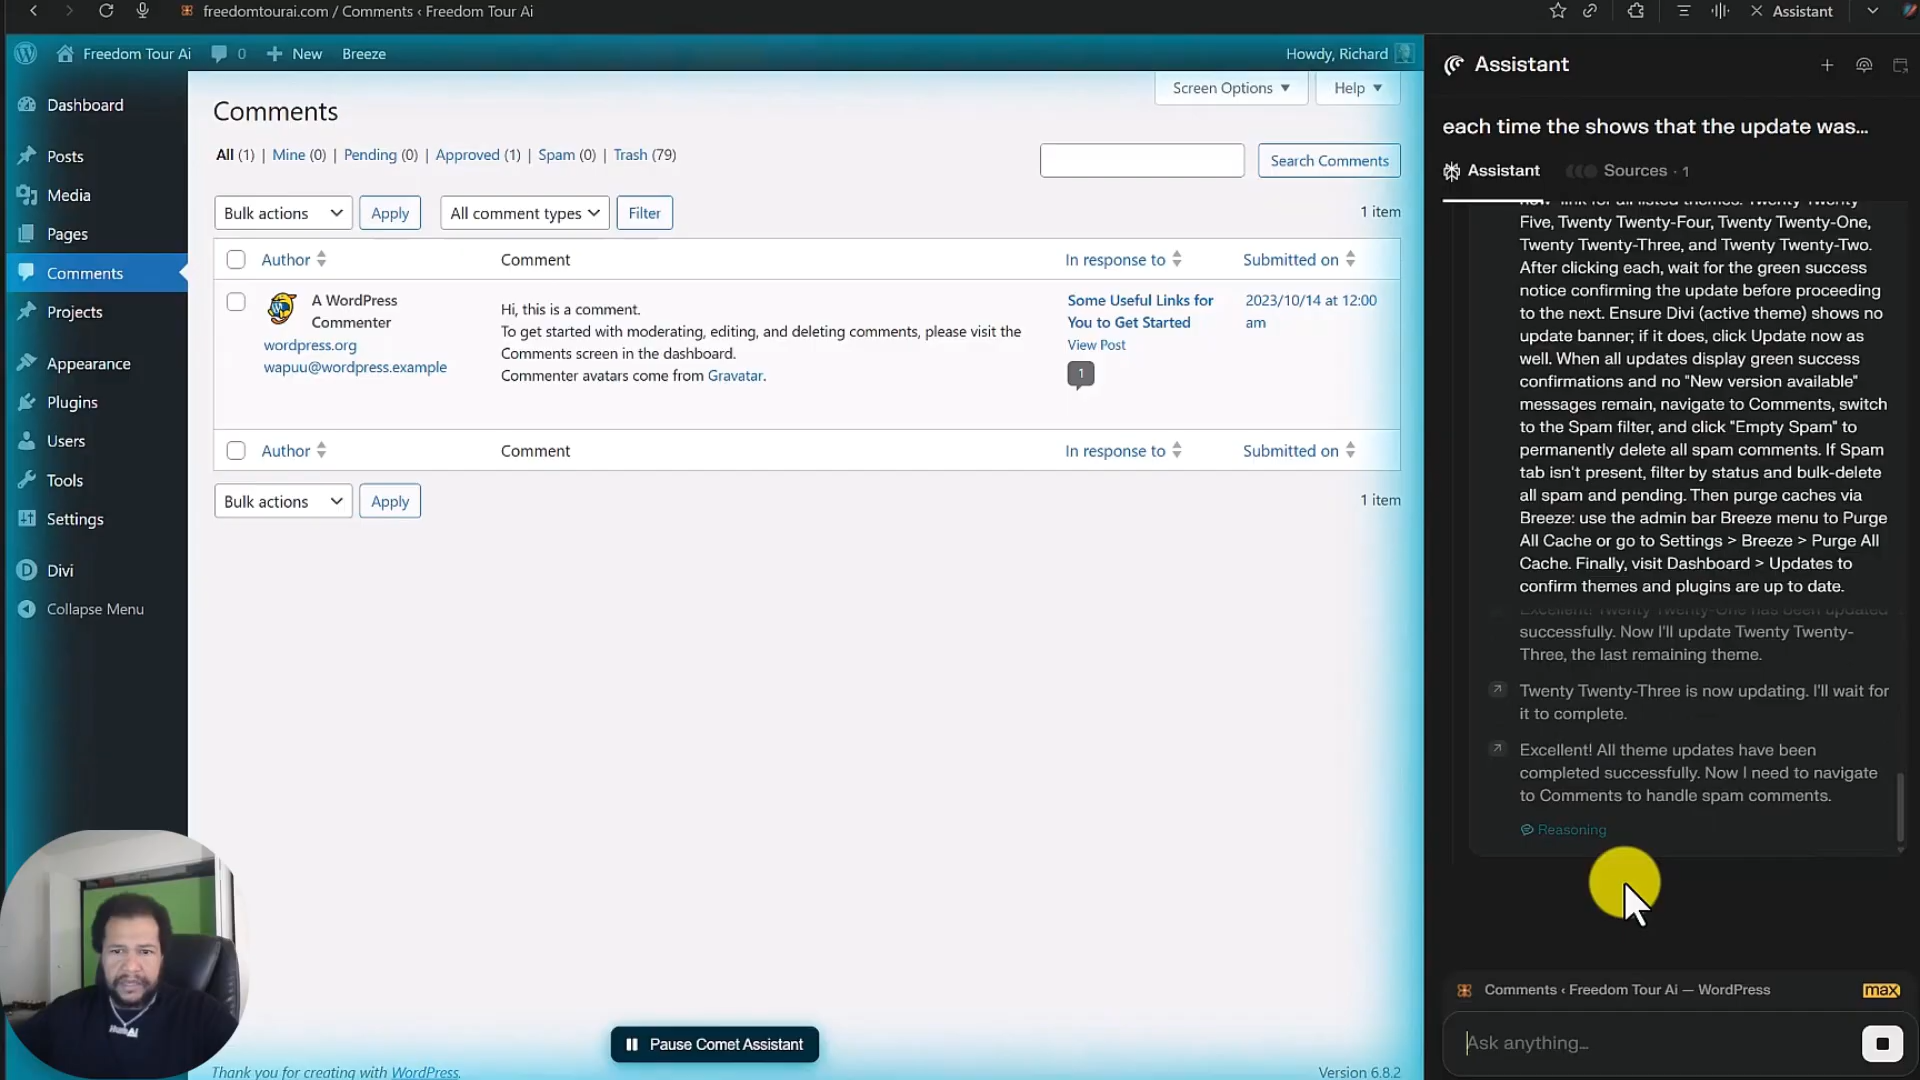 freedomtourai.com / Comments ‹ Freedom Tour Ai
Assistant
Freedom Tour Ai
0
New
Breeze
Howdy, Richard
Dashboard
Posts
Media
Pages
Comments
Projects
Appearance
Plugins
Users
Tools
Settings
Divi
Collapse Menu
Screen Options
Help
Comments
All (1) | Mine (0) | Pending (0) | Approved (1) | Spam (0) | Trash (79)
Search Comments
Bulk actions
Apply
All comment types
Filter
1 item
Author
Comment
In response to
Submitted on
A WordPress
Commenter
wordpress.org
wapuu@wordpress.example
Hi, this is a comment.
To get started with moderating, editing, and deleting comments, please visit the
Comments screen in the dashboard.
Commenter avatars come from Gravatar.
Some Useful Links for
You to Get Started
View Post
1
2023/10/14 at 12:00
am
Author
Comment
In response to
Submitted on
Bulk actions
Apply
1 item
Pause Comet Assistant
Thank you for creating with WordPress.
Version 6.8.2
Assistant
each time the shows that the update was...
Assistant
Sources · 1
now" link for all listed themes: Twenty Twenty-
Five, Twenty Twenty-Four, Twenty Twenty-One,
Twenty Twenty-Three, and Twenty Twenty-Two.
After clicking each, wait for the green success
notice confirming the update before proceeding
to the next. Ensure Divi (active theme) shows no
update banner; if it does, click Update now as
well. When all updates display green success
confirmations and no "New version available"
messages remain, navigate to Comments, switch
to the Spam filter, and click "Empty Spam" to
permanently delete all spam comments. If Spam
tab isn't present, filter by status and bulk-delete
all spam and pending. Then purge caches via
Breeze: use the admin bar Breeze menu to Purge
All Cache or go to Settings > Breeze > Purge All
Cache. Finally, visit Dashboard > Updates to
confirm themes and plugins are up to date.
Excellent! Twenty Twenty-One has been updated
successfully. Now I'll update Twenty Twenty-
Three, the last remaining theme.
Twenty Twenty-Three is now updating. I'll wait for
it to complete.
Excellent! All theme updates have been
completed successfully. Now I need to navigate
to Comments to handle spam comments.
Reasoning
Comments ‹ Freedom Tour Ai — WordPress
max
Ask anything...